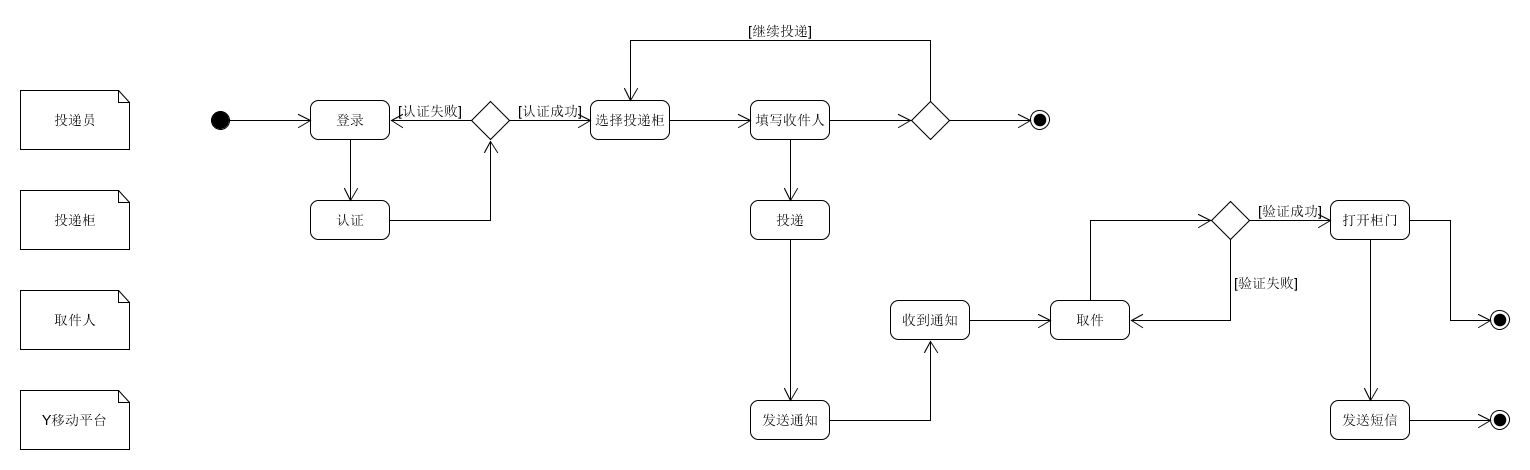 [继续投递]
投递员
登录
[认证失败]
[认证成功]
选择投递柜
填写收件人
投递柜
认证
投递
[验证成功]
打开柜门
[验证失败]
取件人
收到通知
取件
Y移动平台
发送通知
发送短信